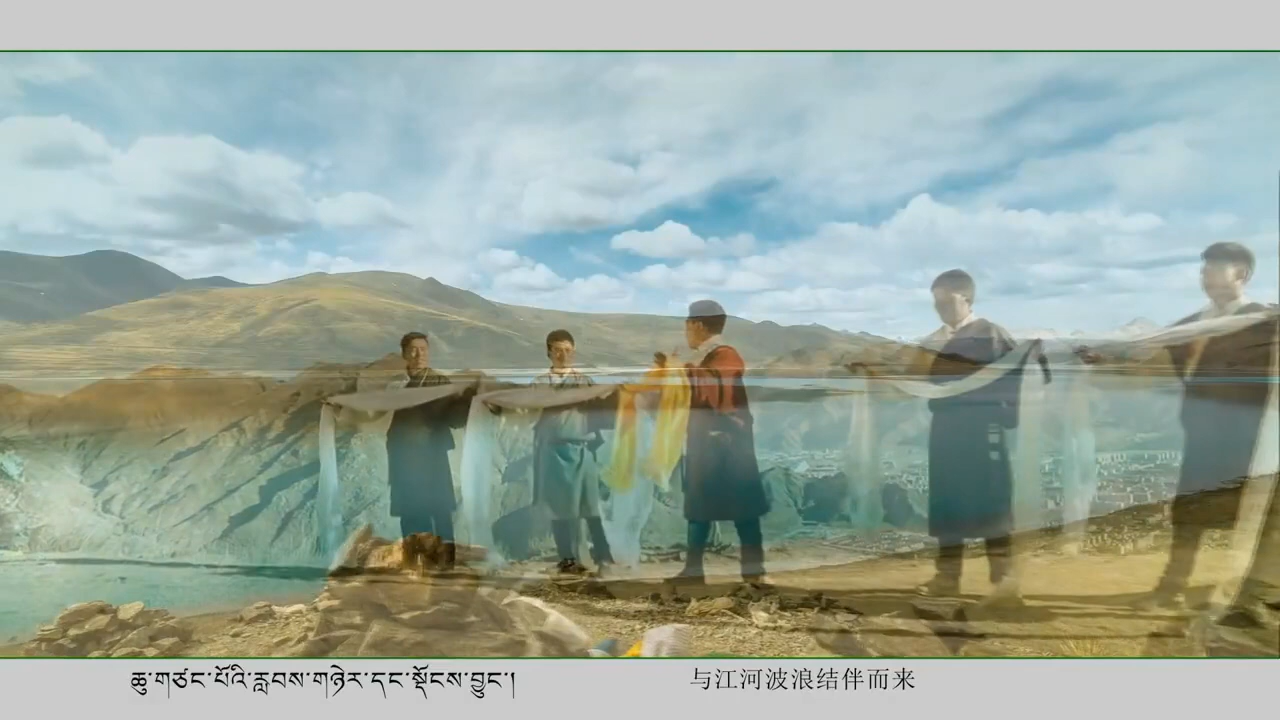 ཆུ་གཙང་པོའི་རླབས་གཉེར་དང་སྡོངས་བྱུང་།
与江河波浪结伴而来